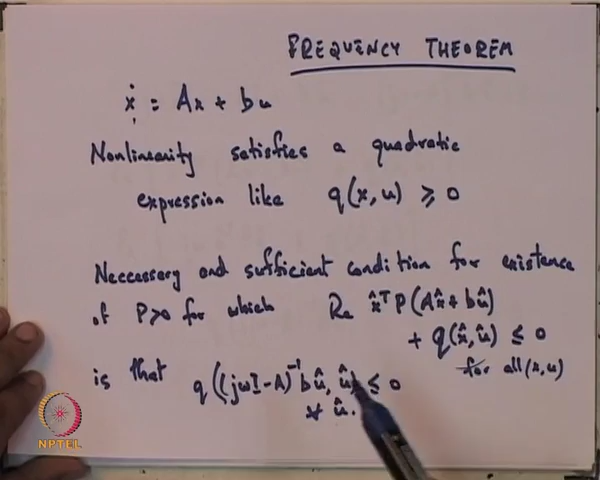 FREQUENCY THEOREM
ẋ = Ax + bu
Nonlinearity satisfies a quadratic
expression like q(x, u) ≥ 0
Neccessary and sufficient condition for existence
of P>0 for which Re x̂ᵀP(Ax̂ + bû)
+ q(x̂, û) ≤ 0
for all (x, u)
is that q((jωI - A)⁻¹bû, û) ≤ 0
∀ û.
NPTEL